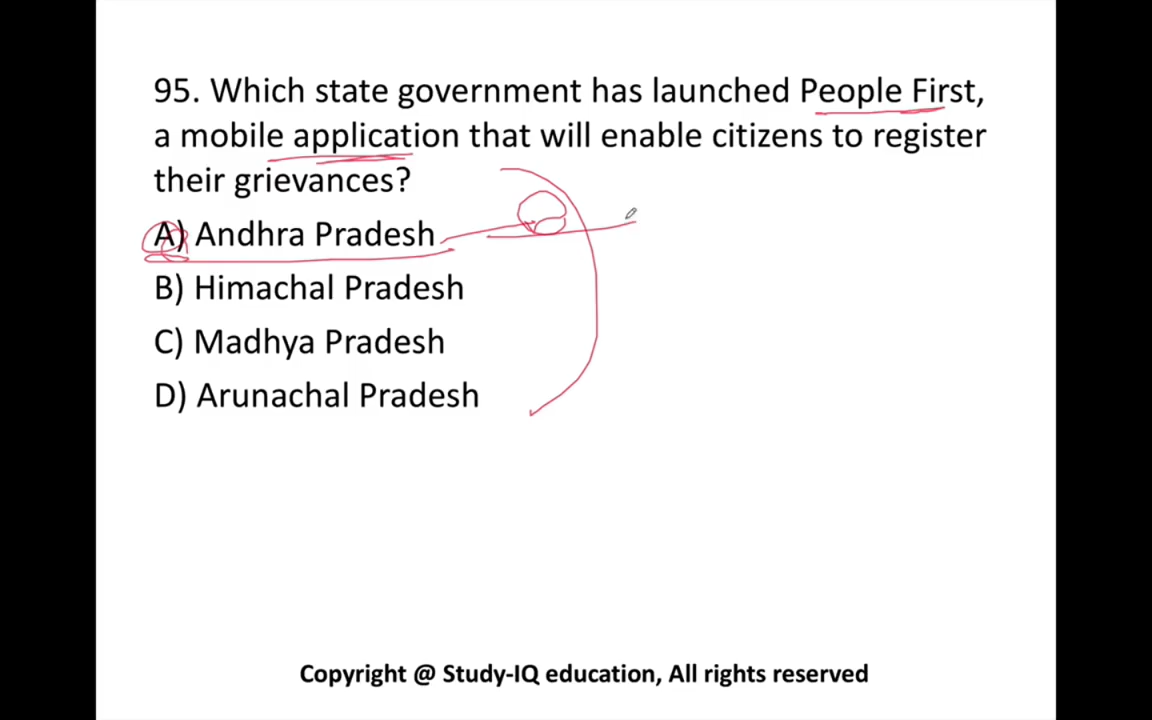 95. Which state government has launched People First,
a mobile application that will enable citizens to register
their grievances?
A) Andhra Pradesh
B) Himachal Pradesh
C) Madhya Pradesh
D) Arunachal Pradesh
Copyright @ Study-IQ education, All rights reserved